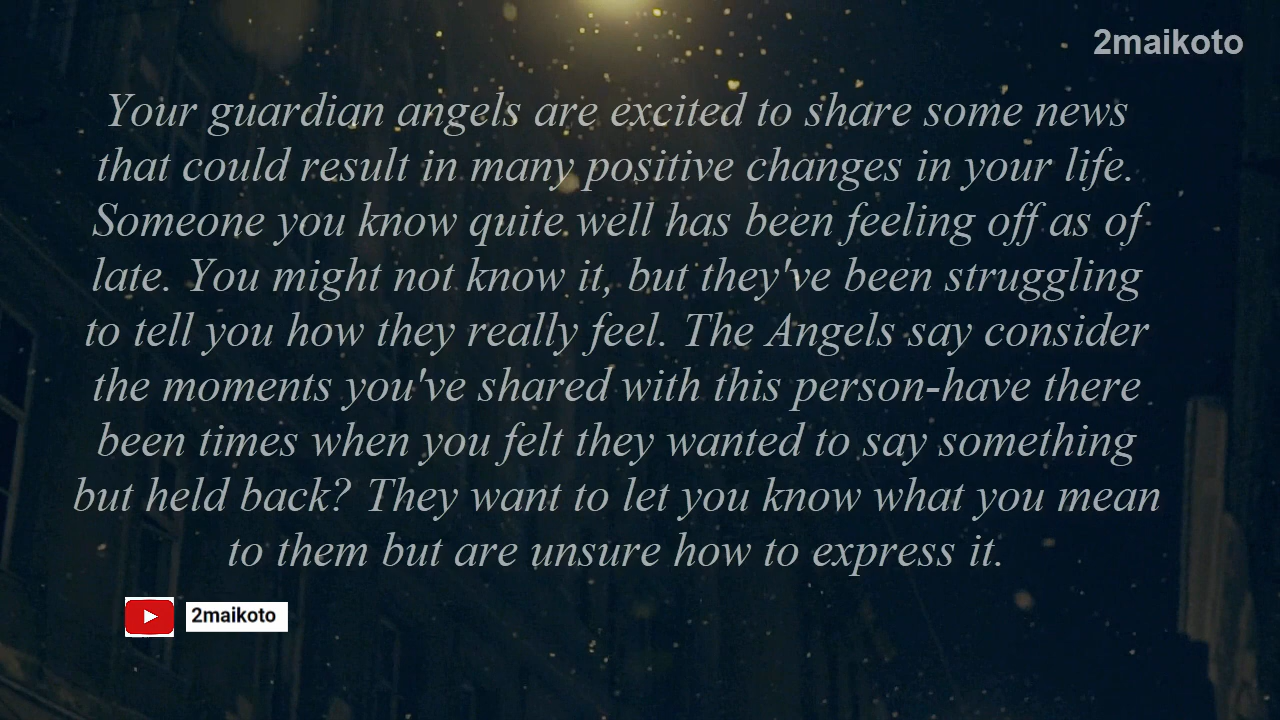 2maikoto
Your guardian angels are excited to share some news
that could result in many positive changes in your life.
Someone you know quite well has been feeling off as of
late. You might not know it, but they've been struggling
to tell you how they really feel. The Angels say consider
the moments you've shared with this person-have there
been times when you felt they wanted to say something
but held back? They want to let you know what you mean
to them but are unsure how to express it.
2maikoto